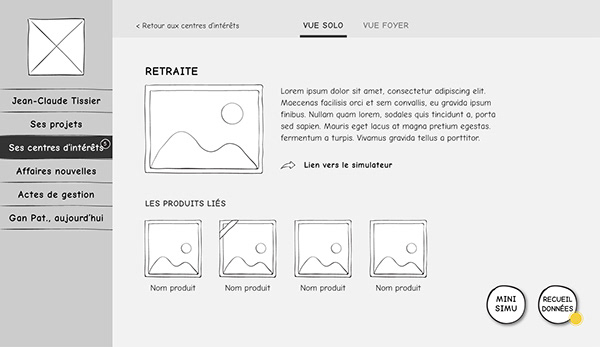 < Retour aux centres d'intérêts
VUE SOLO
VUE FOYER
Jean-Claude Tissier
Ses projets
Ses centres d'intérêts
5
Affaires nouvelles
Actes de gestion
Gan Pat., aujourd'hui
RETRAITE
Lorem ipsum dolor sit amet, consectetur adipiscing elit.
Maecenas facilisis orci et sem convallis, eu gravida ipsum
finibus. Nullam quam lorem, sodales quis tincidunt a, porta
sed sapien. Mauris eget lacus at magna pretium egestas.
fermentum a turpis. Vivamus gravida tellus a porttitor.
Lien vers le simulateur
LES PRODUITS LIÉS
Nom produit
Nom produit
Nom produit
Nom produit
MINI
SIMU
RECUEIL
DONNÉES